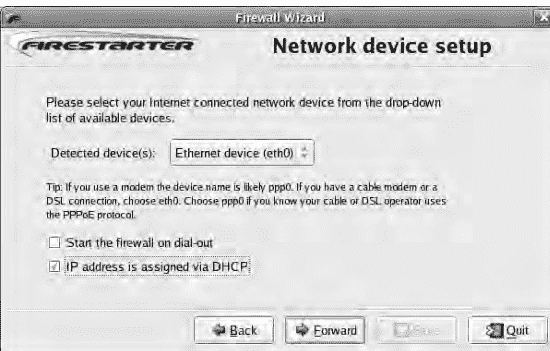 Firewall Wizard
FIRESTARTER
Network device setup
Please select your Internet connected network device from the drop-down
list of available devices.
Detected device(s): Ethernet device (eth0)
Tip: If you use a modem the device name is likely ppp0. If you have a cable modem or a
DSL connection, choose eth0. Choose ppp0 if you know your cable or DSL operator uses
the PPPoE protocol.
Start the firewall on dial-out
IP address is assigned via DHCP
Back Forward Save Quit